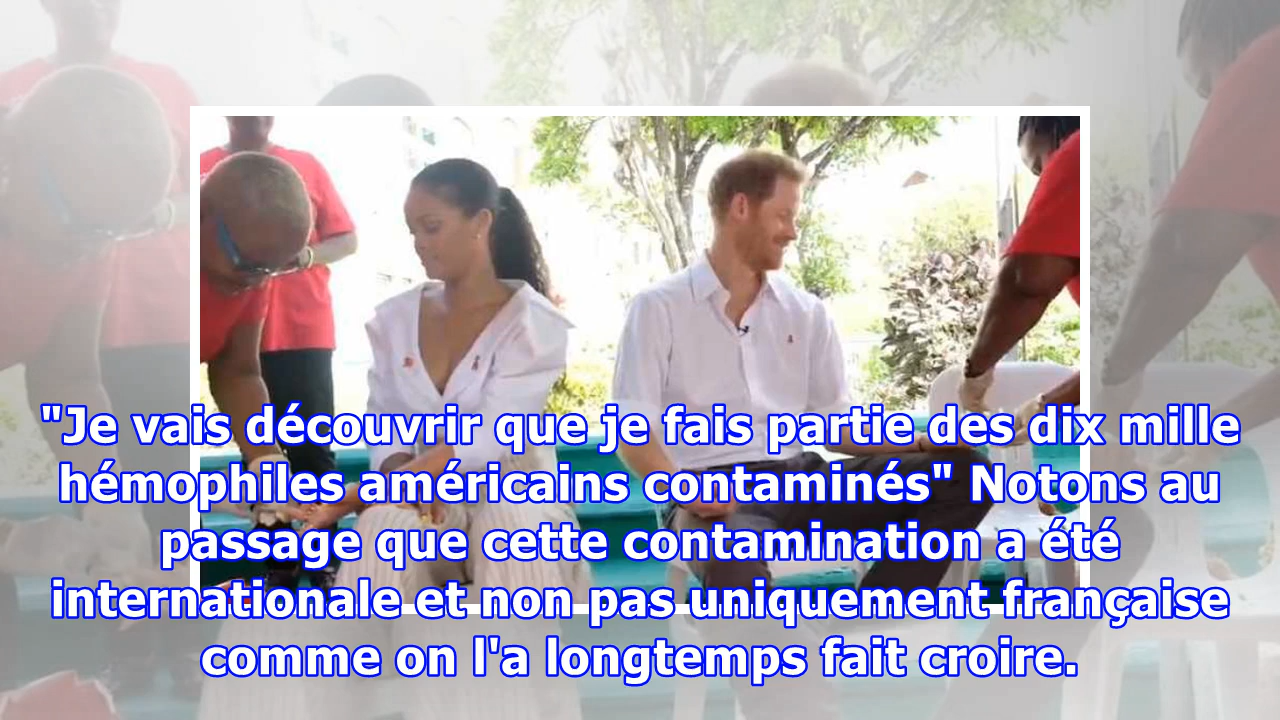 "Je vais découvrir que je fais partie des dix mille
hémophiles américains contaminés" Notons au
passage que cette contamination a été
internationale et non pas uniquement française
comme on l'a longtemps fait croire.